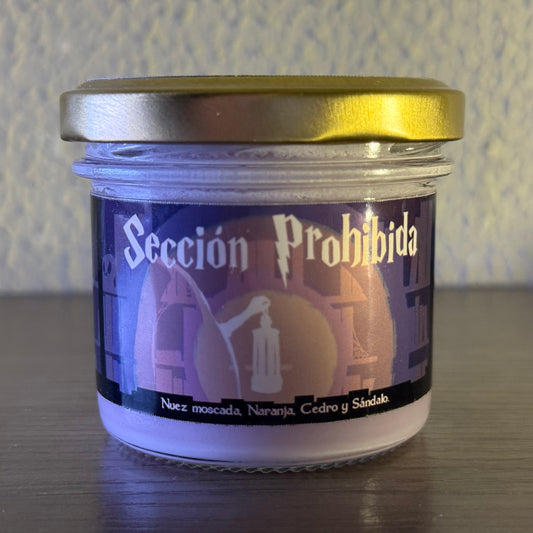 Sección Prohibida
Nuez moscada, Naranja, Cedro y Sándalo.